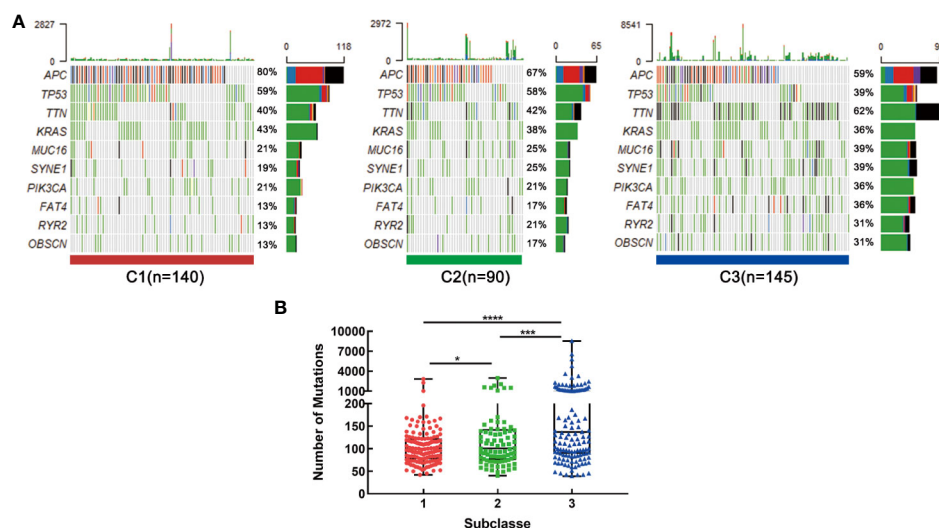 A
2827
0
0 118
APC 80%
TP53 59%
TTN 40%
KRAS 43%
MUC16 21%
SYNE1 19%
PIK3CA 21%
FAT4 13%
RYR2 13%
OBSCN 13%
C1(n=140)
2972
0
0 65
APC 67%
TP53 58%
TTN 42%
KRAS 38%
MUC16 25%
SYNE1 25%
PIK3CA 21%
FAT4 17%
RYR2 21%
OBSCN 17%
C2(n=90)
8541
0
0 9
APC 59%
TP53 39%
TTN 62%
KRAS 36%
MUC16 39%
SYNE1 39%
PIK3CA 36%
FAT4 36%
RYR2 31%
OBSCN 31%
C3(n=145)
B
Number of Mutations
10000
7000
4000
1000
200
150
100
50
0
****
***
*
1 2 3
Subclasse